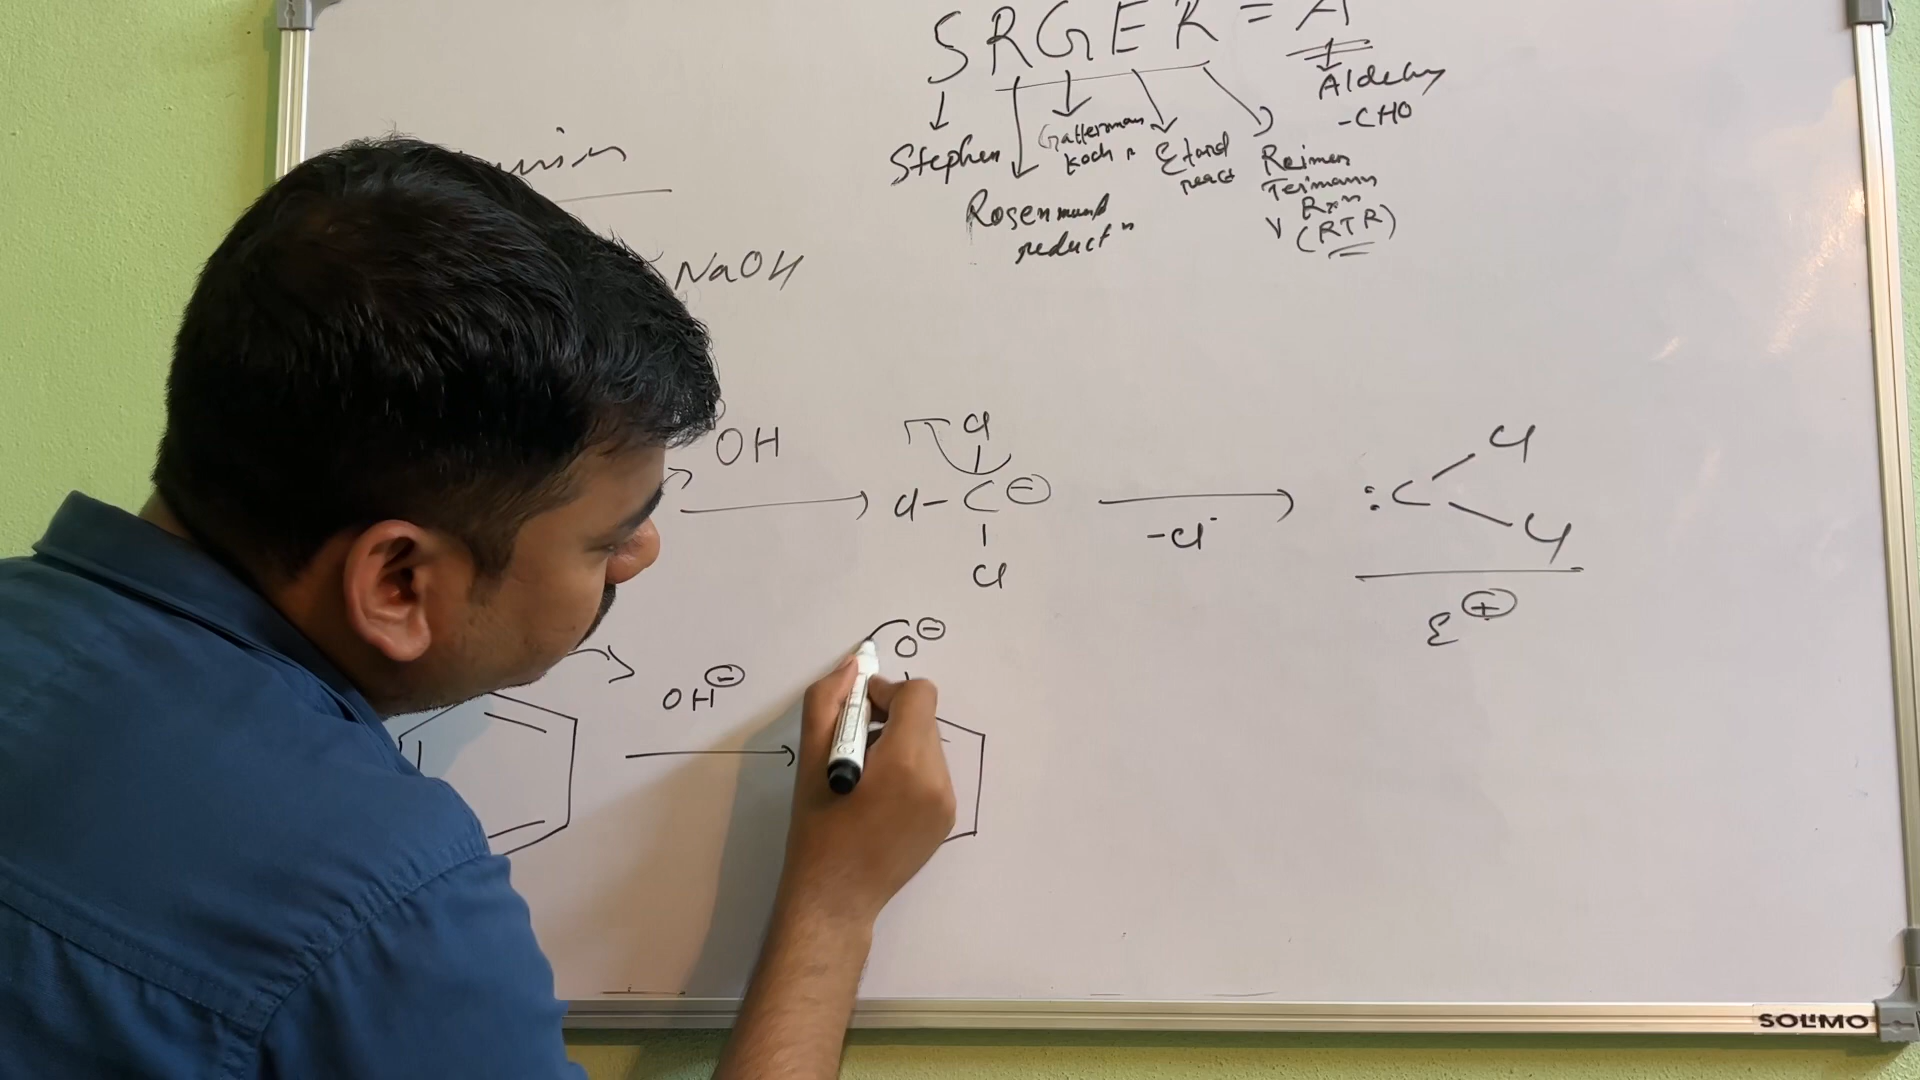 SRGER = A
Aldehy
-CHO
Stephen
Gatterman
Koch n
Etard
react
Reimen
Teimann
Rxn
(RTR)
Rosenmund
reductn
NaOH
OH
Cl
Cl-C⊖
Cl
-Cl-
:C
Cl
Cl
E⊕
OH⊖
O⊖
SOLIMO